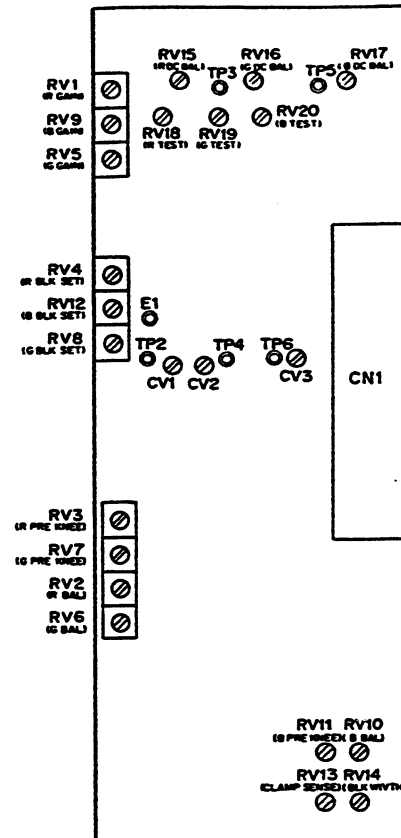 RV15 RV16 RV17
(R DC BAL) (G DC BAL) (B DC BAL)
TP3 TP5
RV1
(R GAIN)
RV9
(B GAIN)
RV5
(G GAIN)
RV18 RV19 RV20
(R TEST) (G TEST) (B TEST)
RV4
(R BLK SET)
RV12
(B BLK SET)
RV8
(G BLK SET)
E1
TP2 TP4 TP6
CV1 CV2 CV3
CN1
RV3
(R PRE KNEE)
RV7
(G PRE KNEE)
RV2
(R BAL)
RV6
(G BAL)
RV11 RV10
(B PRE KNEE) (B BAL)
RV13 RV14
(CLAMP SENSE) (BLK WIDTH